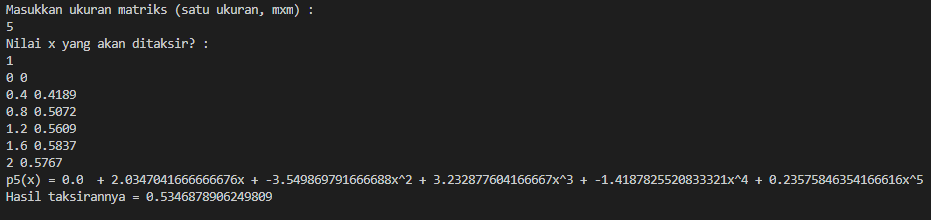 Masukkan ukuran matriks (satu ukuran, mxm) :
5
Nilai x yang akan ditaksir? :
1
0 0
0.4 0.4189
0.8 0.5072
1.2 0.5609
1.6 0.5837
2 0.5767
p5(x) = 0.0  + 2.0347041666666676x + -3.549869791666688x^2 + 3.232877604166667x^3 + -1.4187825520833321x^4 + 0.23575846354166616x^5
Hasil taksirannya = 0.5346878906249809